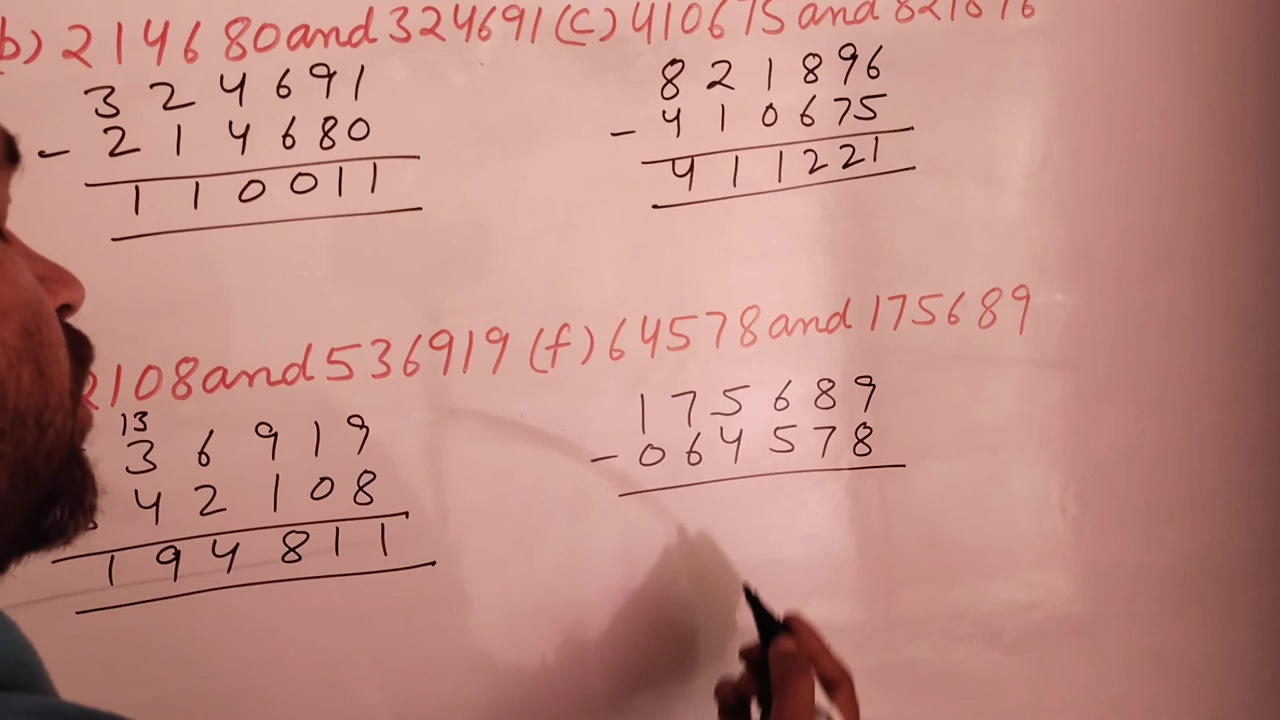 b) 214680 and 324691 (c) 410675 and 821896
3 2 4 6 9 1
- 2 1 4 6 8 0
1 1 0 0 1 1
8 2 1 8 9 6
- 4 1 0 6 7 5
4 1 1 2 2 1
2108 and 536919 (f) 64578 and 175689
13
3 6 9 1 9
4 2 1 0 8
1 9 4 8 1 1
1 7 5 6 8 9
- 0 6 4 5 7 8